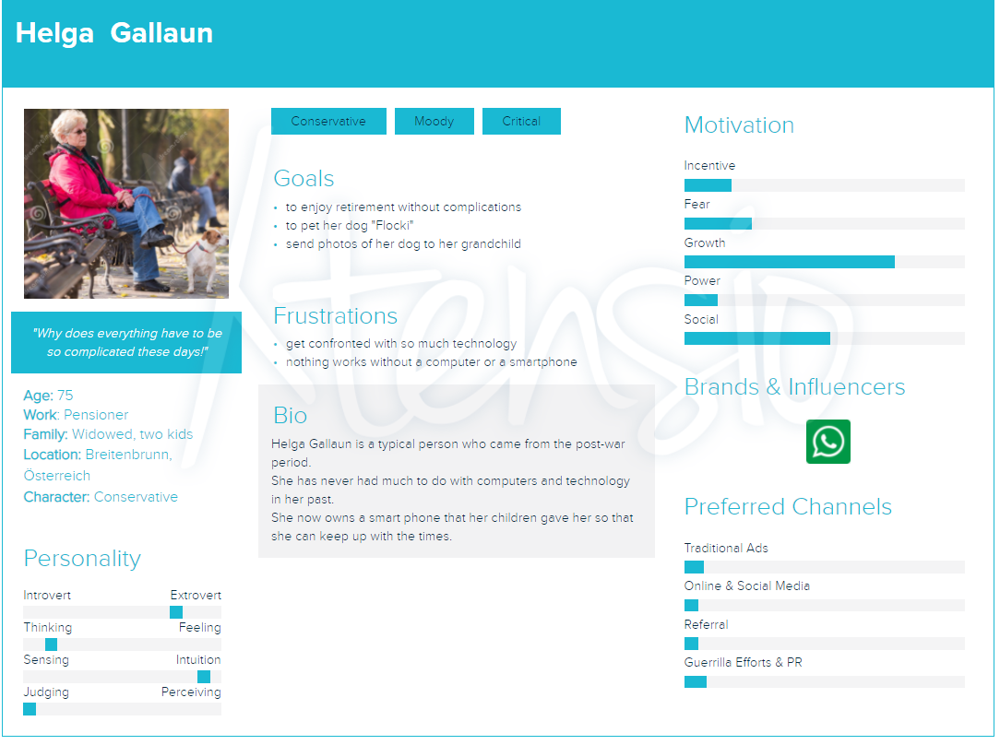 Helga  Gallaun
"Why does everything have to be
so complicated these days!"
Age: 75
Work: Pensioner
Family: Widowed, two kids
Location: Breitenbrunn,
Österreich
Character: Conservative
Personality
Introvert Extrovert
Thinking Feeling
Sensing Intuition
Judging Perceiving
Conservative Moody Critical
Goals
• to enjoy retirement without complications
• to pet her dog "Flocki"
• send photos of her dog to her grandchild
Frustrations
• get confronted with so much technology
• nothing works without a computer or a smartphone
Bio
Helga Gallaun is a typical person who came from the post-war
period.
She has never had much to do with computers and technology
in her past.
She now owns a smart phone that her children gave her so that
she can keep up with the times.
Motivation
Incentive
Fear
Growth
Power
Social
Brands & Influencers
Preferred Channels
Traditional Ads
Online & Social Media
Referral
Guerrilla Efforts & PR
Xtensio